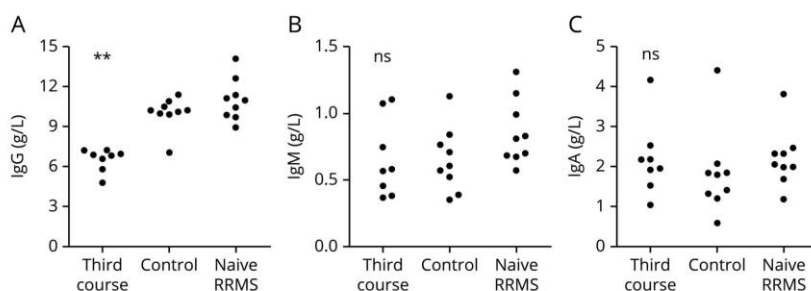 A
IgG (g/L)
15
12
9
6
3
0
**
Third
course
Control
Naive
RRMS
B
IgM (g/L)
1.5
1.0
0.5
0.0
ns
Third
course
Control
Naive
RRMS
C
IgA (g/L)
5
4
3
2
1
0
ns
Third
course
Control
Naive
RRMS